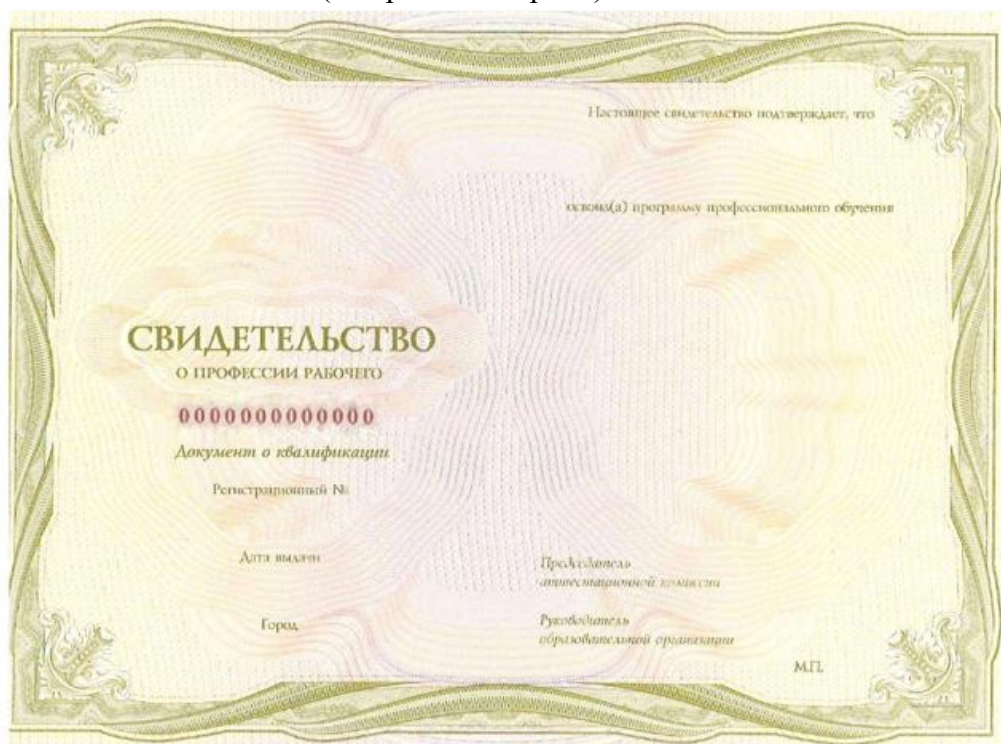 Настоящее свидетельство подтверждает, что
освоил(а) программу профессионального обучения
СВИДЕТЕЛЬСТВО
О ПРОФЕССИИ РАБОЧЕГО
0000000000000
Документ о квалификации
Регистрационный №
Дата выдачи
Город
Председатель
аттестационной комиссии
Руководитель
образовательной организации
М.П.